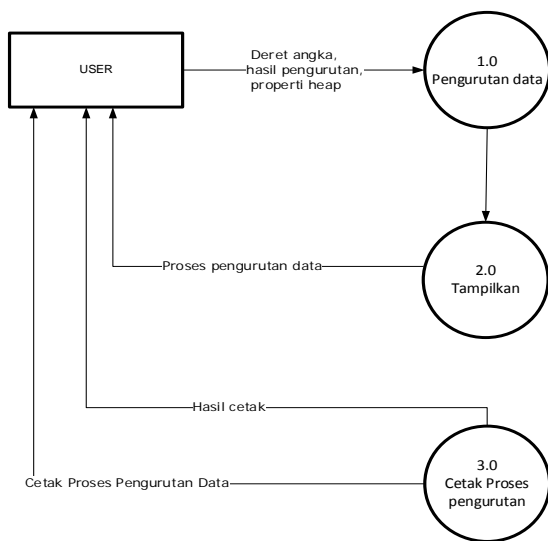 USER
Deret angka,
hasil pengurutan,
properti heap
1.0
Pengurutan data
2.0
Tampilkan
Proses pengurutan data
Hasil cetak
3.0
Cetak Proses
pengurutan
Cetak Proses Pengurutan Data